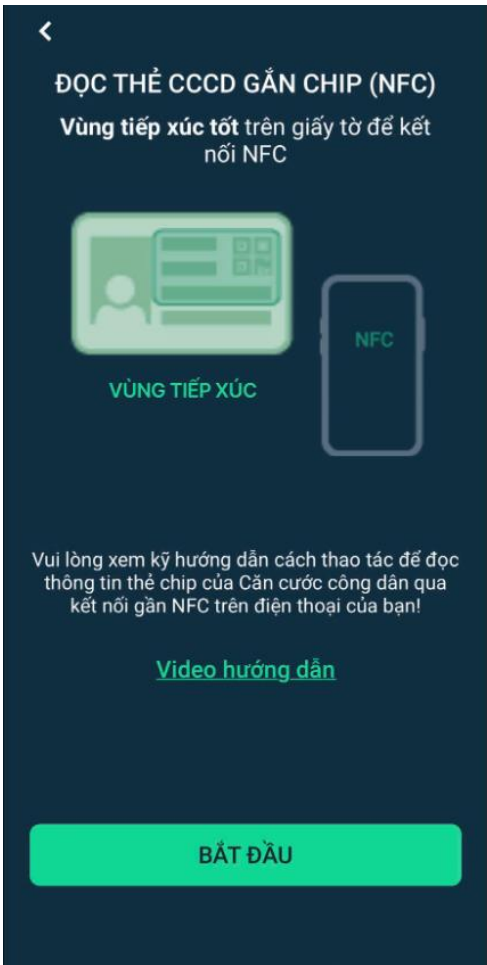 ĐỌC THẺ CCCD GẮN CHIP (NFC)
Vùng tiếp xúc tốt trên giấy tờ để kết
nối NFC
NFC
VÙNG TIẾP XÚC
Vui lòng xem kỹ hướng dẫn cách thao tác để đọc
thông tin thẻ chip của Căn cước công dân qua
kết nối gần NFC trên điện thoại của bạn!
Video hướng dẫn
BẮT ĐẦU